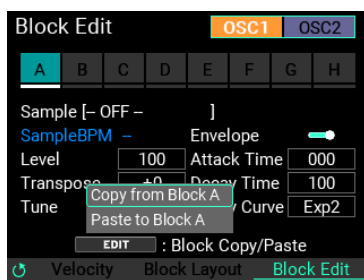 Block Edit OSC1 OSC2
A B C D E F G H
Sample [– OFF – ]
SampleBPM – Envelope
Level 100 Attack Time 000
Transpose ±0 Decay Time 100
Copy from Block A
Tune Curve Exp2
Paste to Block A
EDIT : Block Copy/Paste
Velocity Block Layout Block Edit